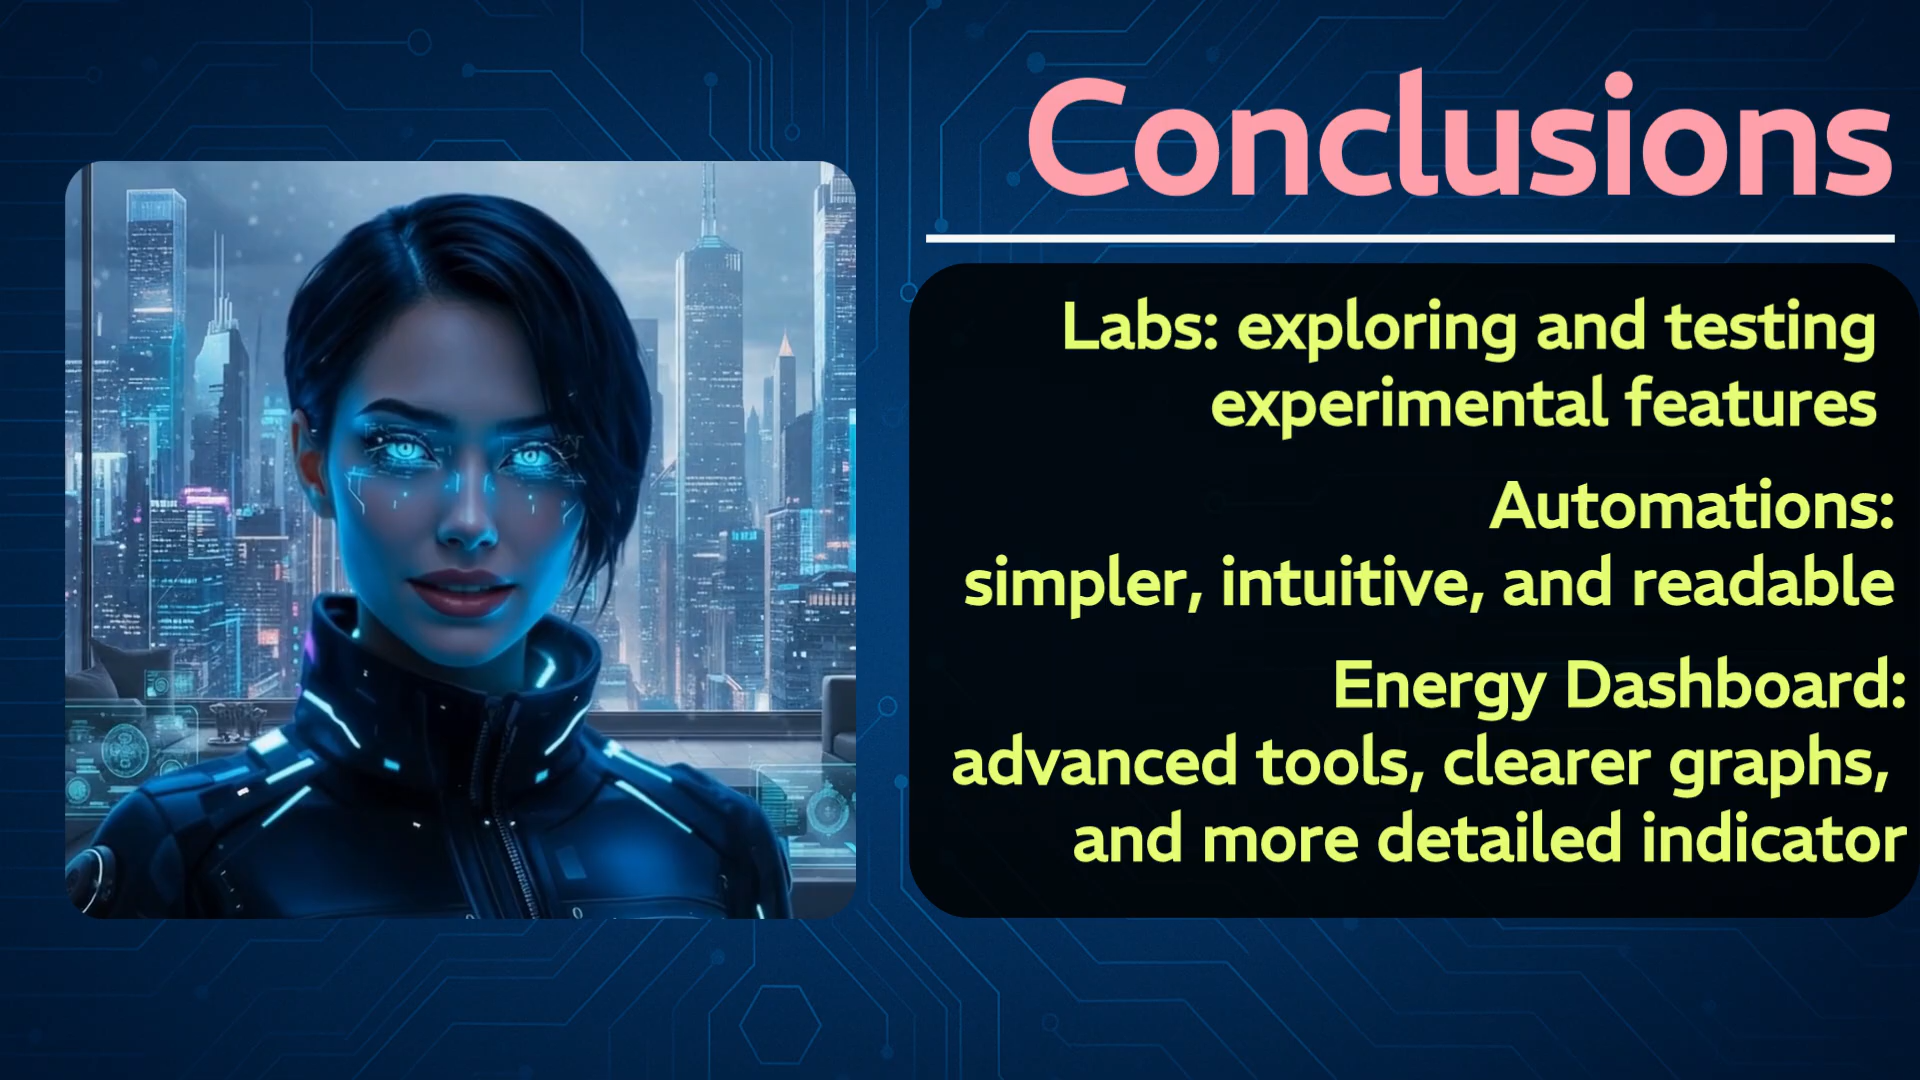 Conclusions
Labs: exploring and testing
experimental features
Automations:
simpler, intuitive, and readable
Energy Dashboard:
advanced tools, clearer graphs,
and more detailed indicator